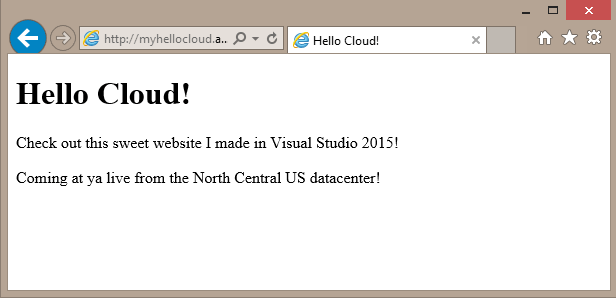 http://myhellocloud.a...
Hello Cloud!
Hello Cloud!
Check out this sweet website I made in Visual Studio 2015!
Coming at ya live from the North Central US datacenter!